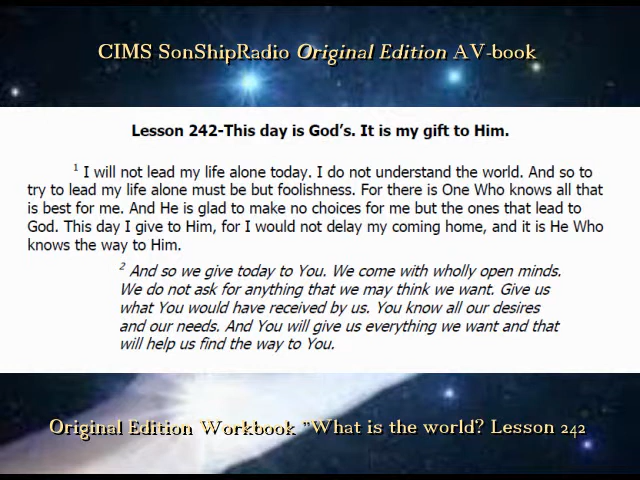 CIMS SonShipRadio Original Edition AV-book
Lesson 242-This day is God's. It is my gift to Him.
1 I will not lead my life alone today. I do not understand the world. And so to
try to lead my life alone must be but foolishness. For there is One Who knows all that
is best for me. And He is glad to make no choices for me but the ones that lead to
God. This day I give to Him, for I would not delay my coming home, and it is He Who
knows the way to Him.
2 And so we give today to You. We come with wholly open minds.
We do not ask for anything that we may think we want. Give us
what You would have received by us. You know all our desires
and our needs. And You will give us everything we want and that
will help us find the way to You.
Original Edition Workbook "What is the world? Lesson 242